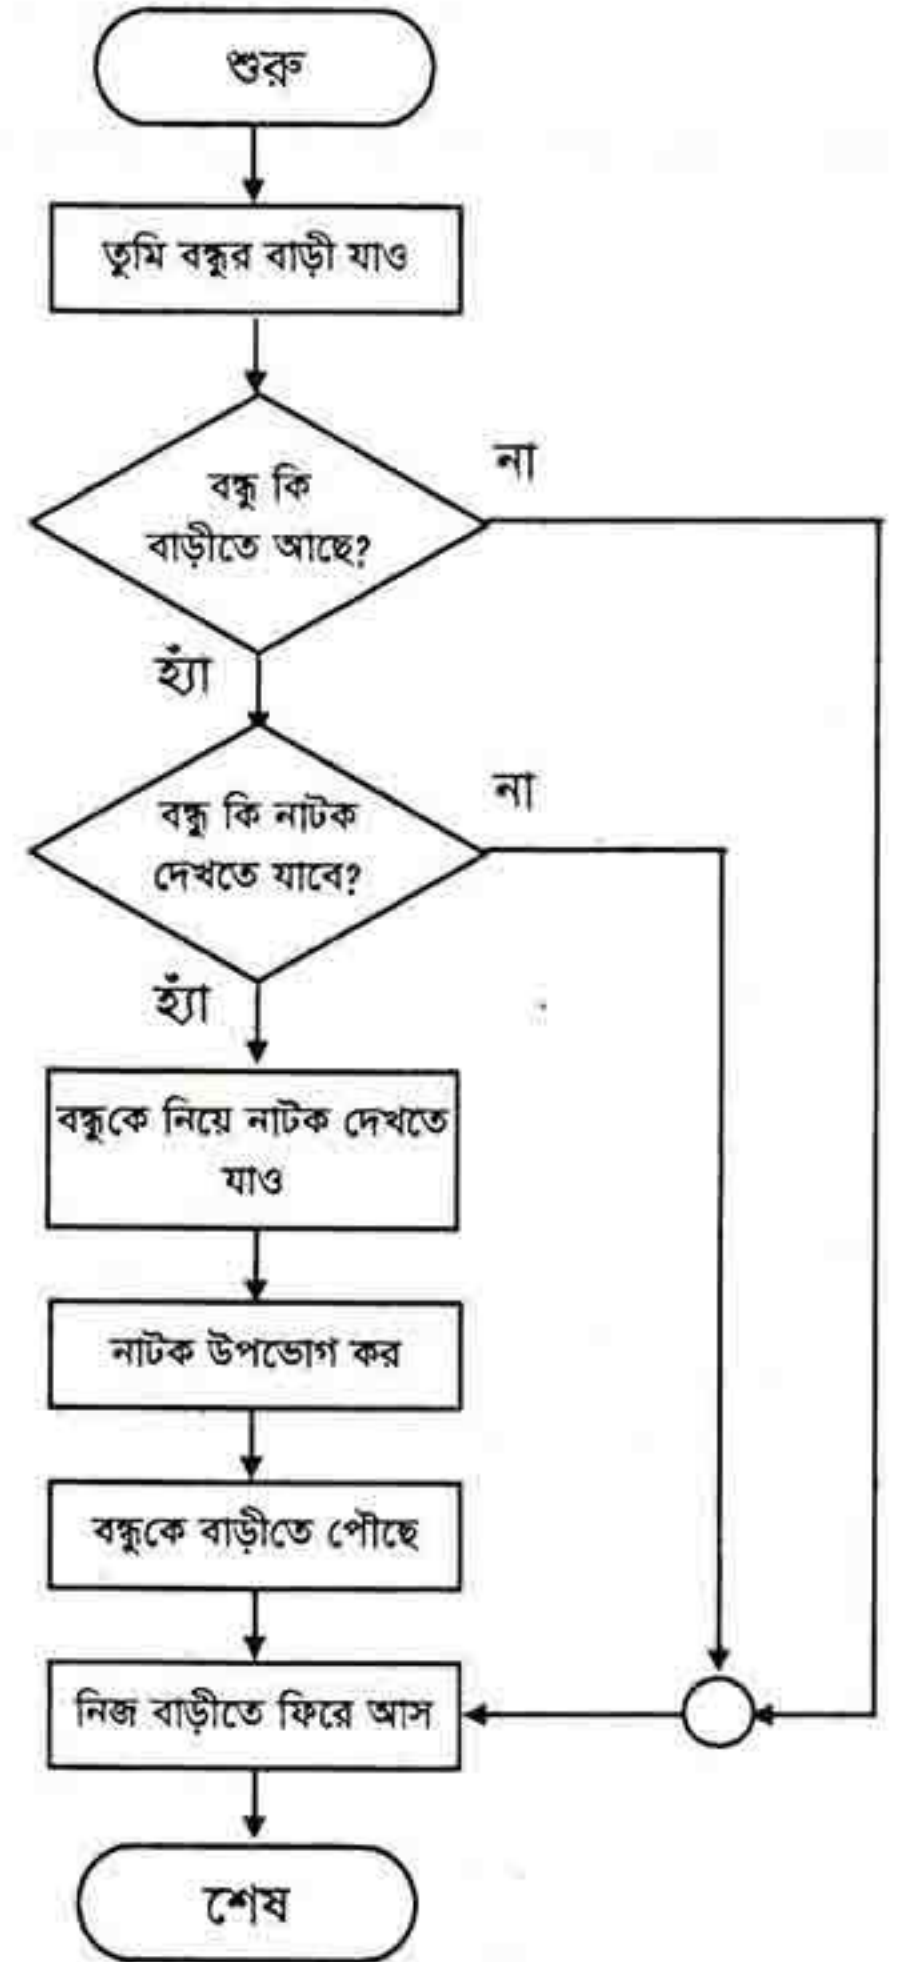 শুরু
তুমি বন্ধুর বাড়ী যাও
না
বন্ধু কি
বাড়ীতে আছে?
হ্যাঁ
না
বন্ধু কি নাটক
দেখতে যাবে?
হ্যাঁ
বন্ধুকে নিয়ে নাটক দেখতে
যাও
নাটক উপভোগ কর
বন্ধুকে বাড়ীতে পৌছে
নিজ বাড়ীতে ফিরে আস
শেষ